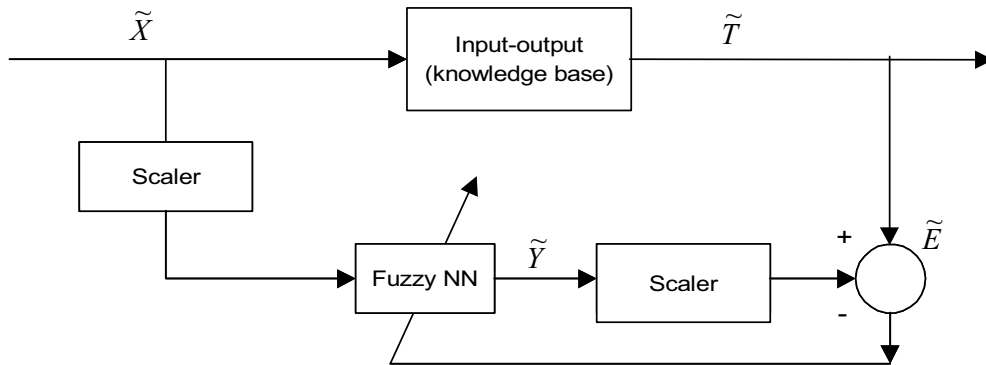 X̃
Input-output
(knowledge base)
T̃
Scaler
Fuzzy NN
Ỹ
Scaler
+
Ẽ
-